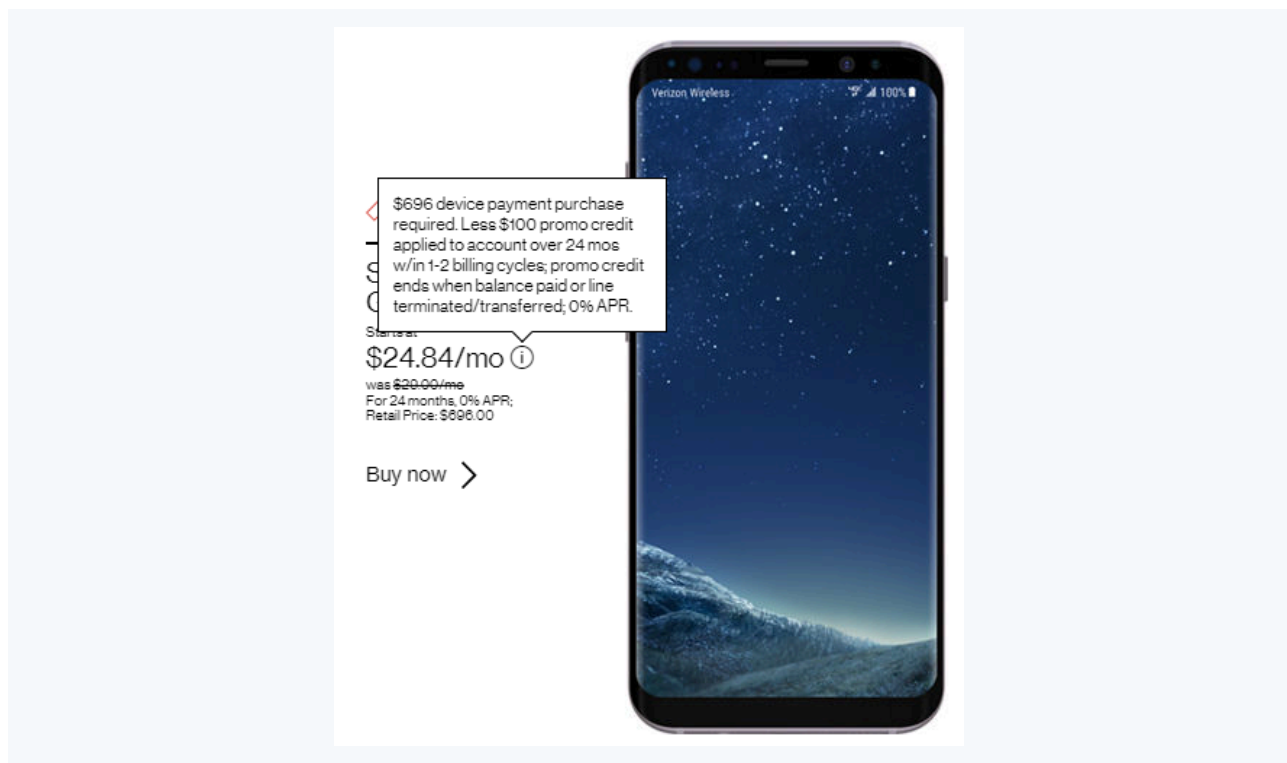 Verizon Wireless
100%
$696 device payment purchase
required. Less $100 promo credit
applied to account over 24 mos
w/in 1-2 billing cycles; promo credit
ends when balance paid or line
terminated/transferred; 0% APR.
Starts at
$24.84/mo
was $29.00/mo
For 24 months, 0% APR;
Retail Price: $696.00
Buy now